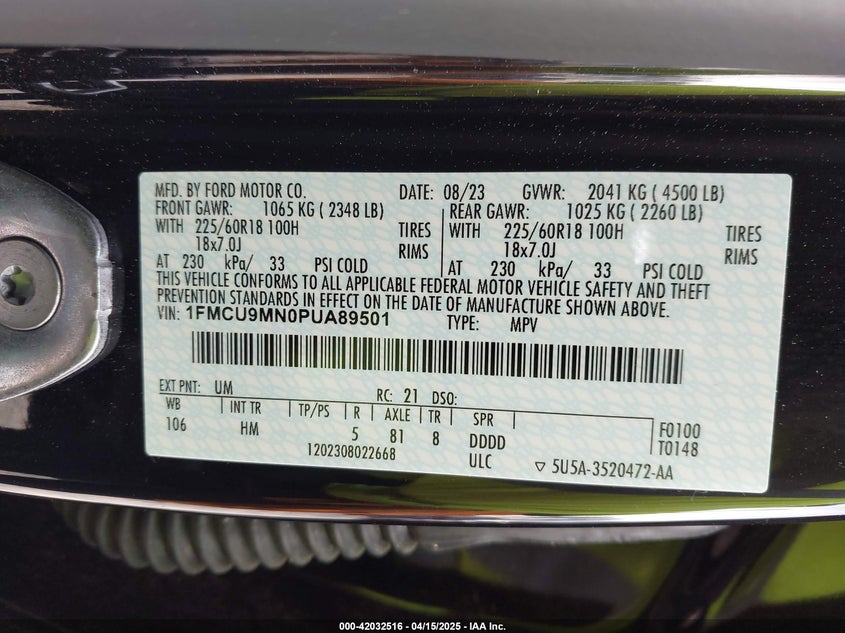 MFD. BY FORD MOTOR CO. DATE: 08/23 GVWR: 2041 KG ( 4500 LB)
FRONT GAWR: 1065 KG ( 2348 LB) REAR GAWR: 1025 KG ( 2260 LB)
WITH 225/60R18 100H TIRES WITH 225/60R18 100H TIRES
18x7.0J RIMS 18x7.0J RIMS
AT 230 kPa/ 33 PSI COLD AT 230 kPa/ 33 PSI COLD
THIS VEHICLE CONFORMS TO ALL APPLICABLE FEDERAL MOTOR VEHICLE SAFETY AND THEFT
PREVENTION STANDARDS IN EFFECT ON THE DATE OF MANUFACTURE SHOWN ABOVE.
VIN: 1FMCU9MN0PUA89501 TYPE: MPV
EXT PNT: UM RC: 21 DSO:
WB INT TR TP/PS R AXLE TR SPR
106 HM 5 81 8 DDDD
F0100
T0148
1202308022668 ULC ▽ 5U5A-3520472-AA
000-42032516 - 04/15/2025 - IAA Inc.